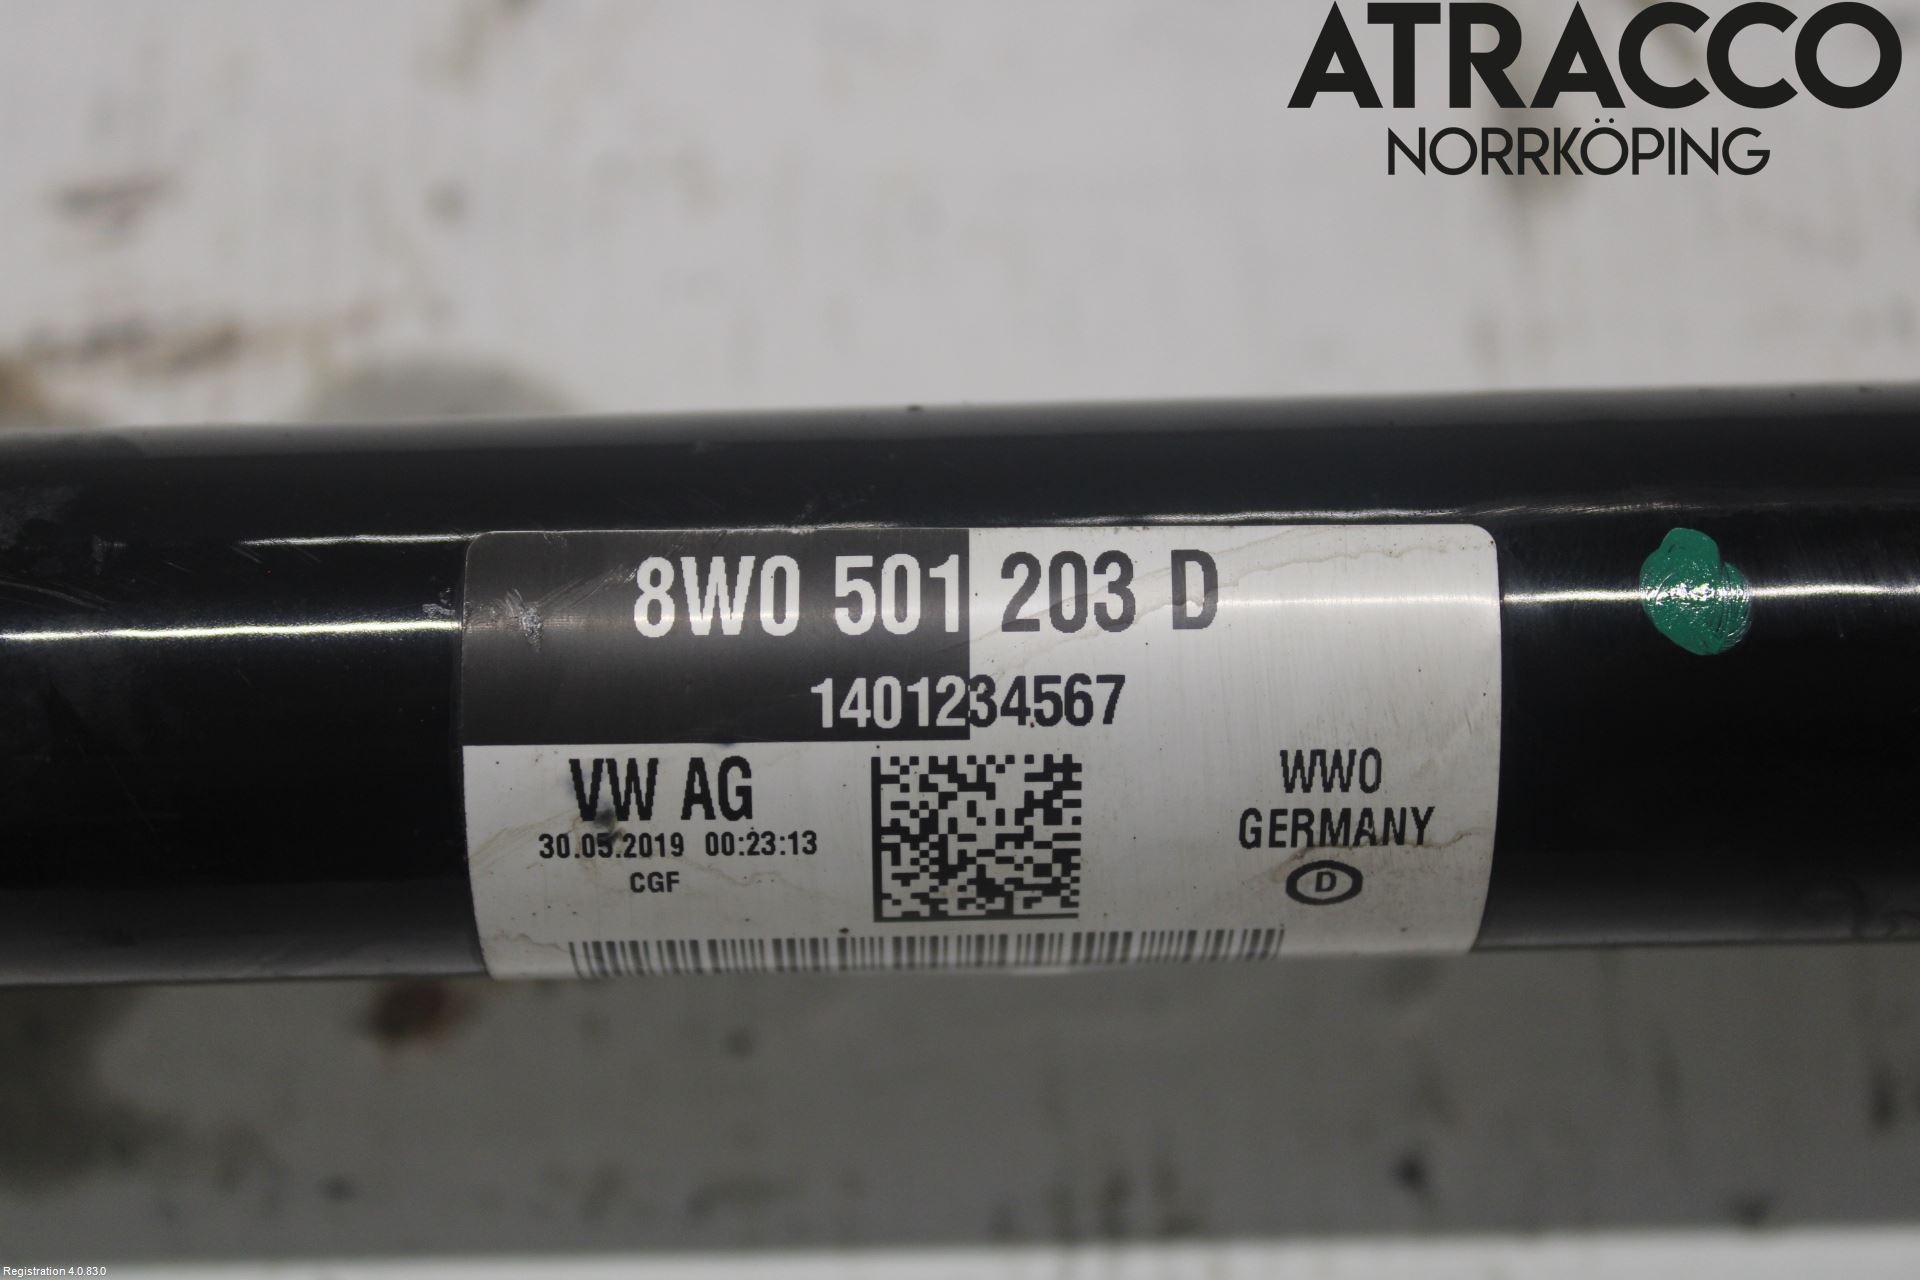 ATRACCO
NORRKÖPING
8W0 501 203 D
1401234567
VW AG
30.05.2019 00:23:13
CGF
WWO
GERMANY
D
Registration 4.0.83.0